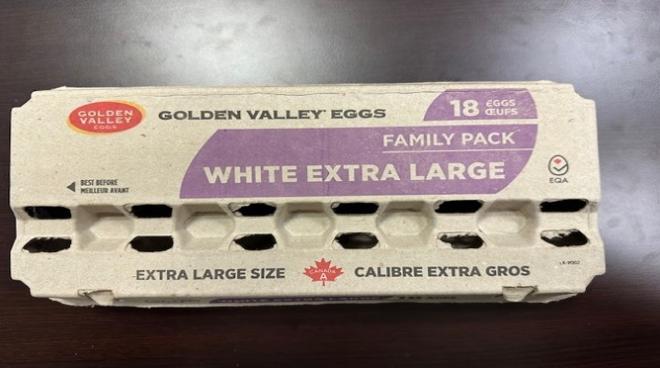 GOLDEN
VALLEY
EGGS
GOLDEN VALLEY EGGS
18 EGGS
ŒUFS
FAMILY PACK
WHITE EXTRA LARGE
BEST BEFORE
MEILLEUR AVANT
EQA
EXTRA LARGE SIZE
CANADA
A
CALIBRE EXTRA GROS